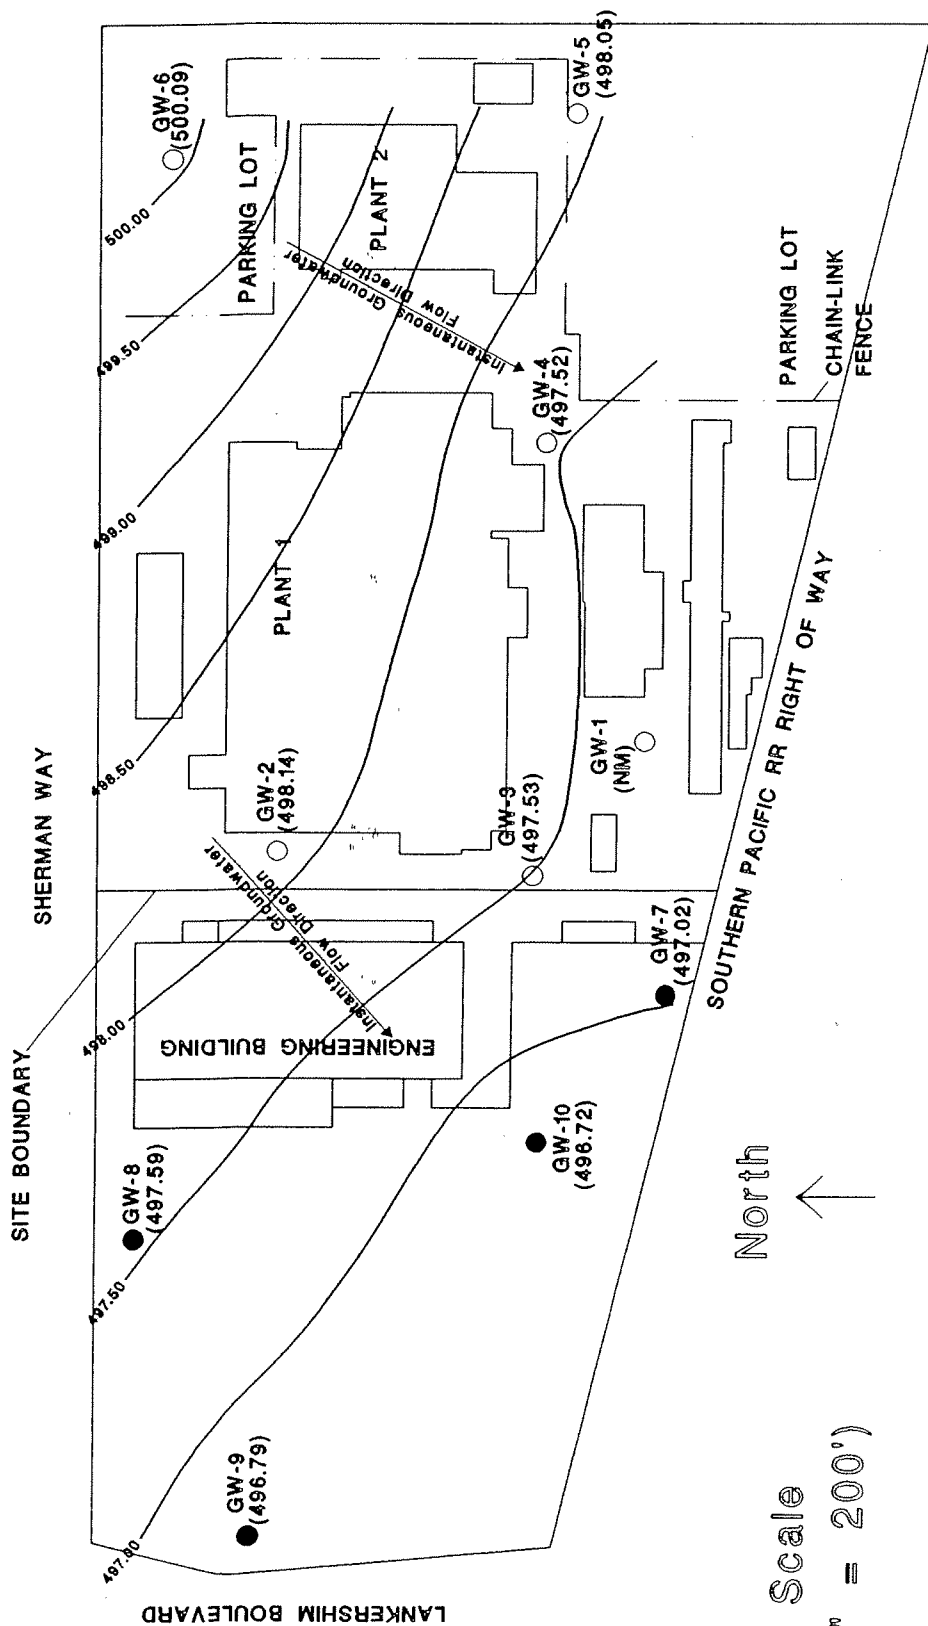 GW-6
(500.09)
GW-5
(498.05)
500.00
PARKING LOT
PLANT 2
Instantaneous Groundwater
Flow Direction
499.50
GW-4
(497.52)
PARKING LOT
CHAIN-LINK
FENCE
499.00
PLANT 1
498.50
SHERMAN WAY
GW-2
(498.14)
GW-3
(497.53)
GW-1
(NM)
SOUTHERN PACIFIC RR RIGHT OF WAY
Instantaneous Groundwater
Flow Direction
GW-7
(497.02)
498.00
ENGINEERING BUILDING
SITE BOUNDARY
GW-8
(497.59)
GW-10
(496.72)
North
497.50
GW-9
(496.79)
497.00
LANKERSHIM BOULEVARD
Scale
= 200')